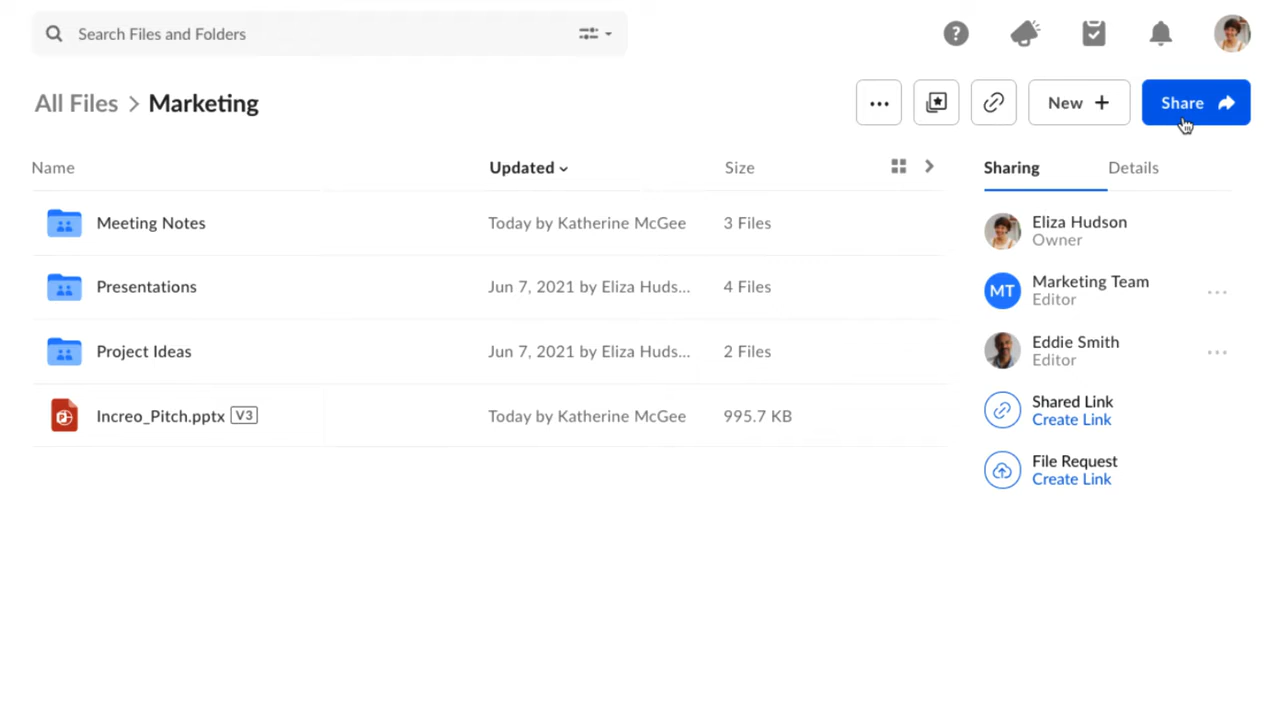 Search Files and Folders
?
All Files > Marketing
... New + Share
Name Updated Size
Sharing Details
Meeting Notes Today by Katherine McGee 3 Files
Presentations Jun 7, 2021 by Eliza Huds... 4 Files
Project Ideas Jun 7, 2021 by Eliza Huds... 2 Files
Increo_Pitch.pptx V3 Today by Katherine McGee 995.7 KB
Eliza Hudson
Owner
MT Marketing Team
Editor
...
Eddie Smith
Editor
...
Shared Link
Create Link
File Request
Create Link